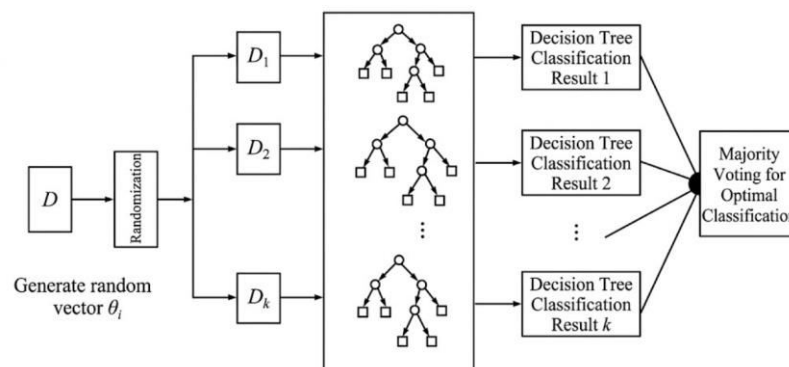 D
Randomization
Generate random
vector θᵢ
D₁
D₂
⋮
Dₖ
Decision Tree
Classification
Result 1
Decision Tree
Classification
Result 2
⋮
Decision Tree
Classification
Result k
Majority
Voting for
Optimal
Classification